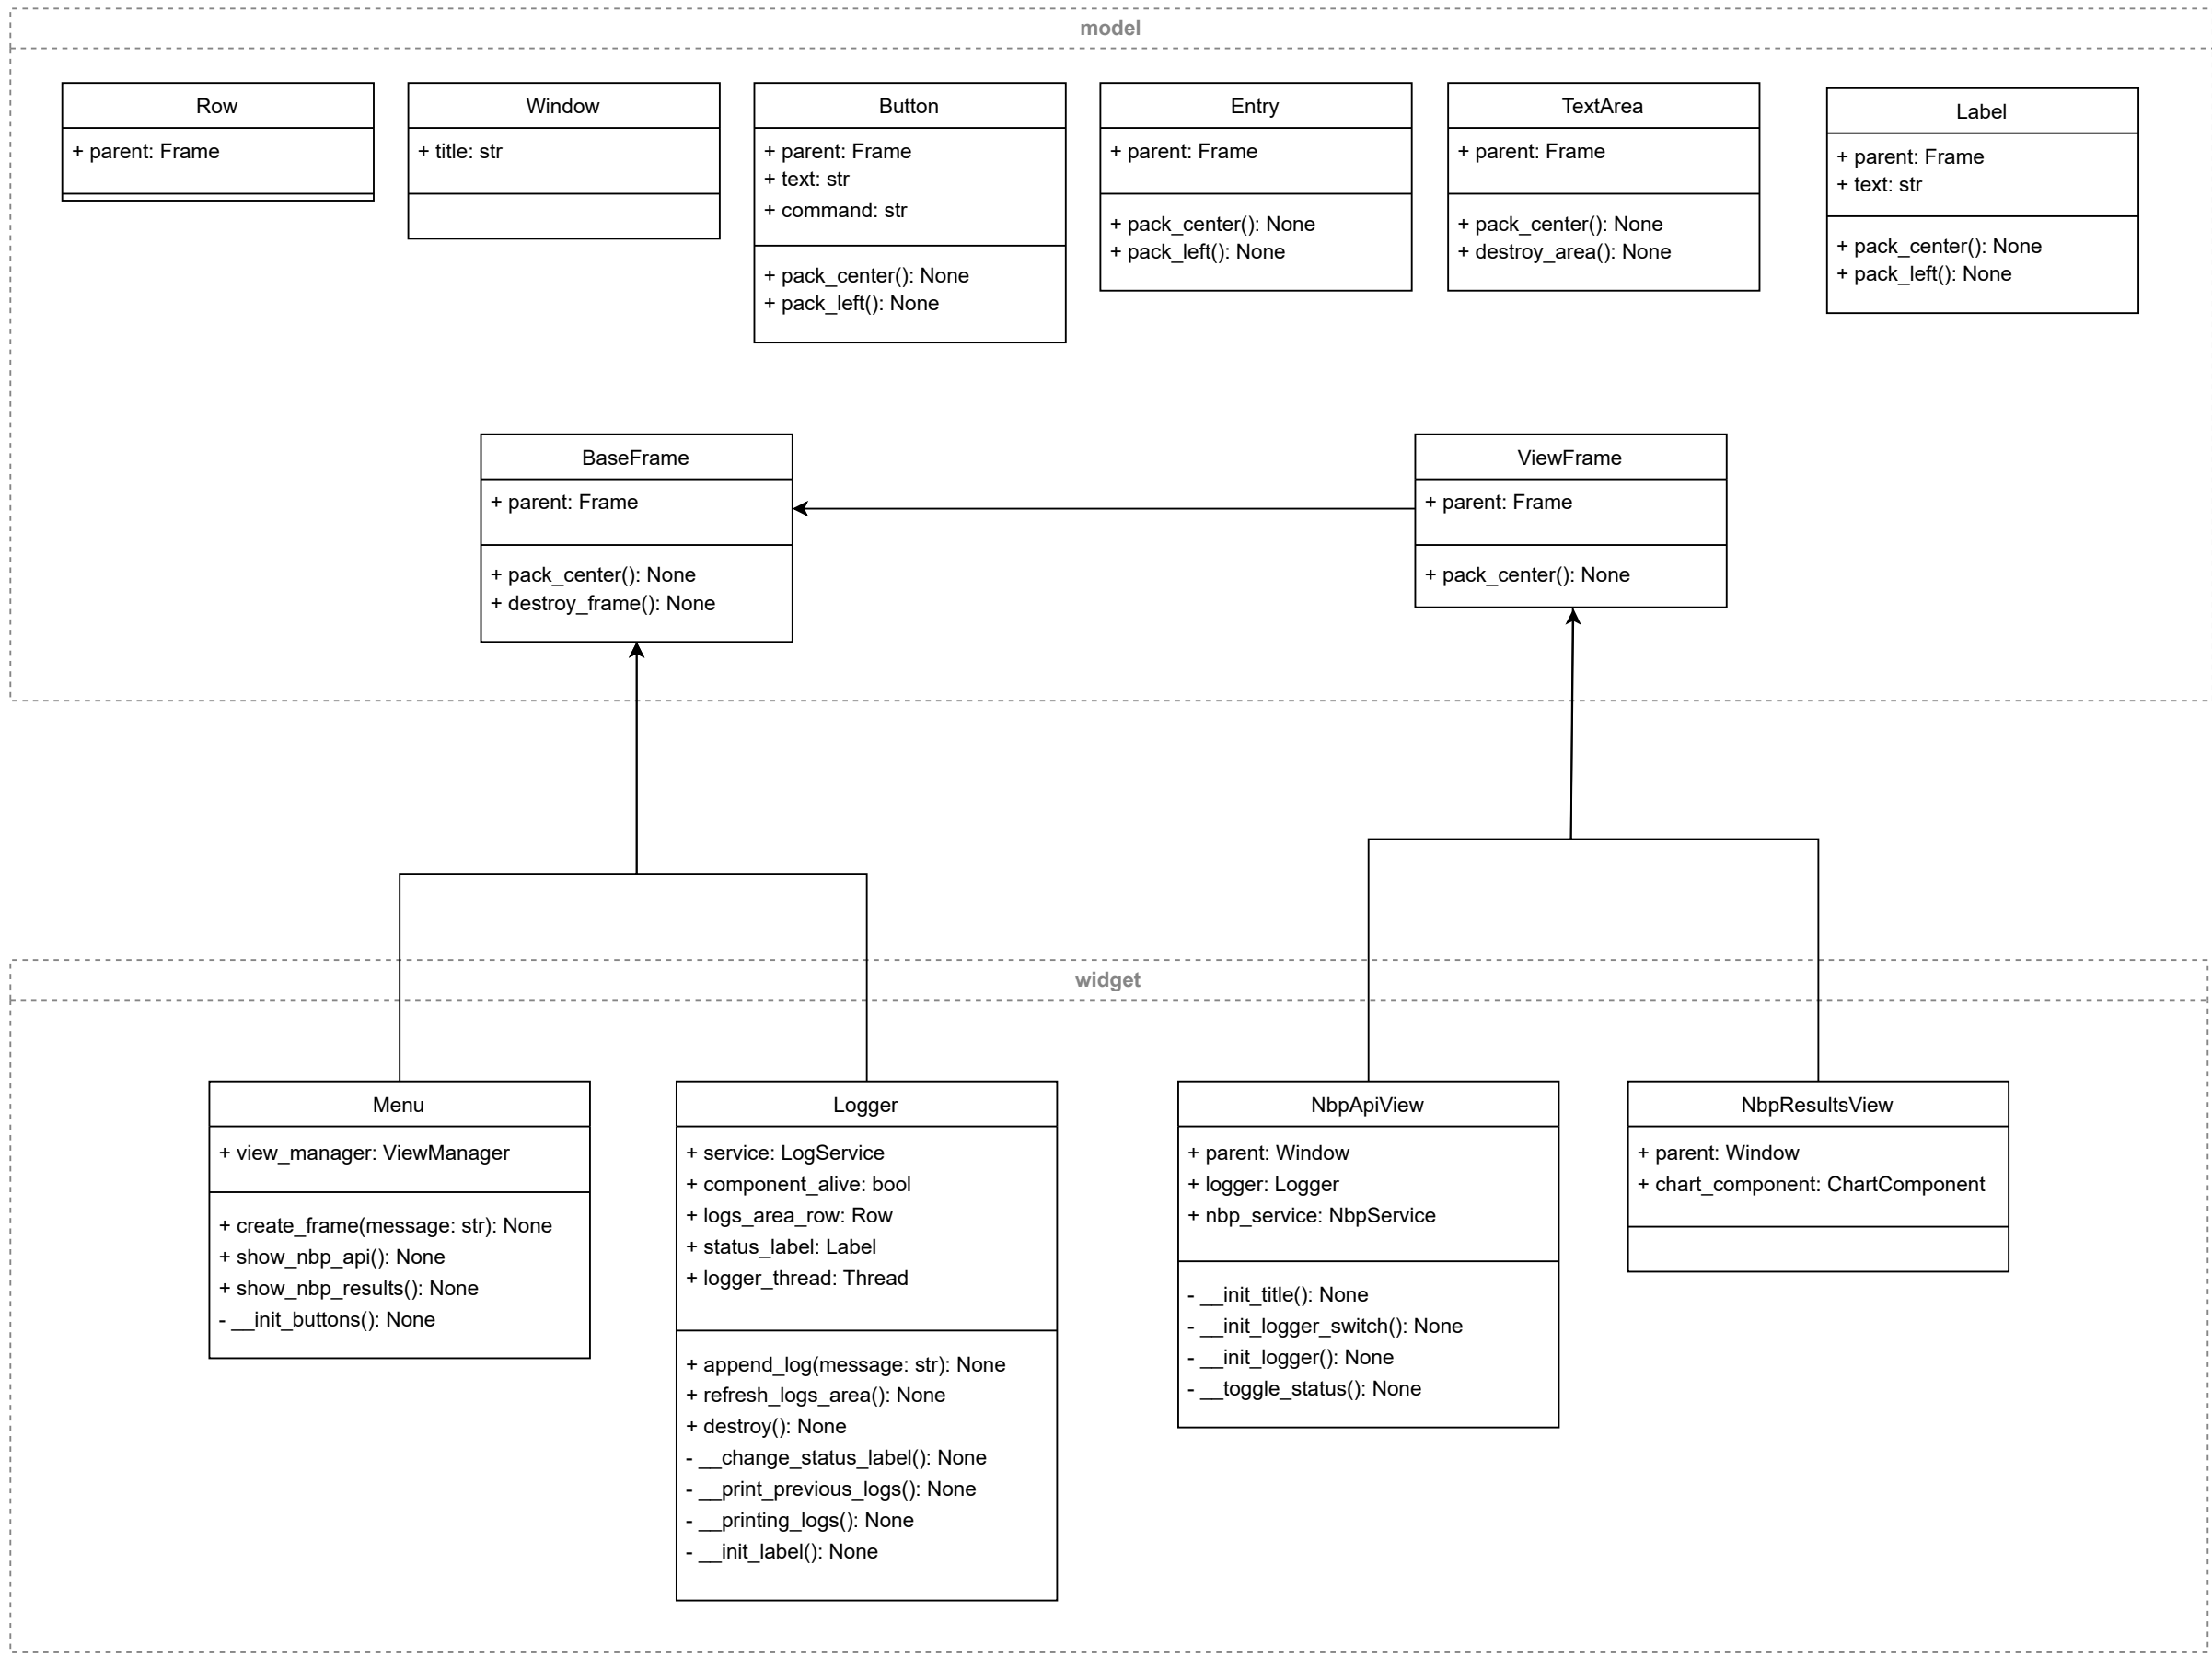 model
Row
+ parent: Frame
Window
+ title: str
Button
+ parent: Frame
+ text: str
+ command: str
+ pack_center(): None
+ pack_left(): None
Entry
+ parent: Frame
+ pack_center(): None
+ pack_left(): None
TextArea
+ parent: Frame
+ pack_center(): None
+ destroy_area(): None
Label
+ parent: Frame
+ text: str
+ pack_center(): None
+ pack_left(): None
BaseFrame
+ parent: Frame
+ pack_center(): None
+ destroy_frame(): None
ViewFrame
+ parent: Frame
+ pack_center(): None
widget
Menu
+ view_manager: ViewManager
+ create_frame(message: str): None
+ show_nbp_api(): None
+ show_nbp_results(): None
- __init_buttons(): None
Logger
+ service: LogService
+ component_alive: bool
+ logs_area_row: Row
+ status_label: Label
+ logger_thread: Thread
+ append_log(message: str): None
+ refresh_logs_area(): None
+ destroy(): None
- __change_status_label(): None
- __print_previous_logs(): None
- __printing_logs(): None
- __init_label(): None
NbpApiView
+ parent: Window
+ logger: Logger
+ nbp_service: NbpService
- __init_title(): None
- __init_logger_switch(): None
- __init_logger(): None
- __toggle_status(): None
NbpResultsView
+ parent: Window
+ chart_component: ChartComponent